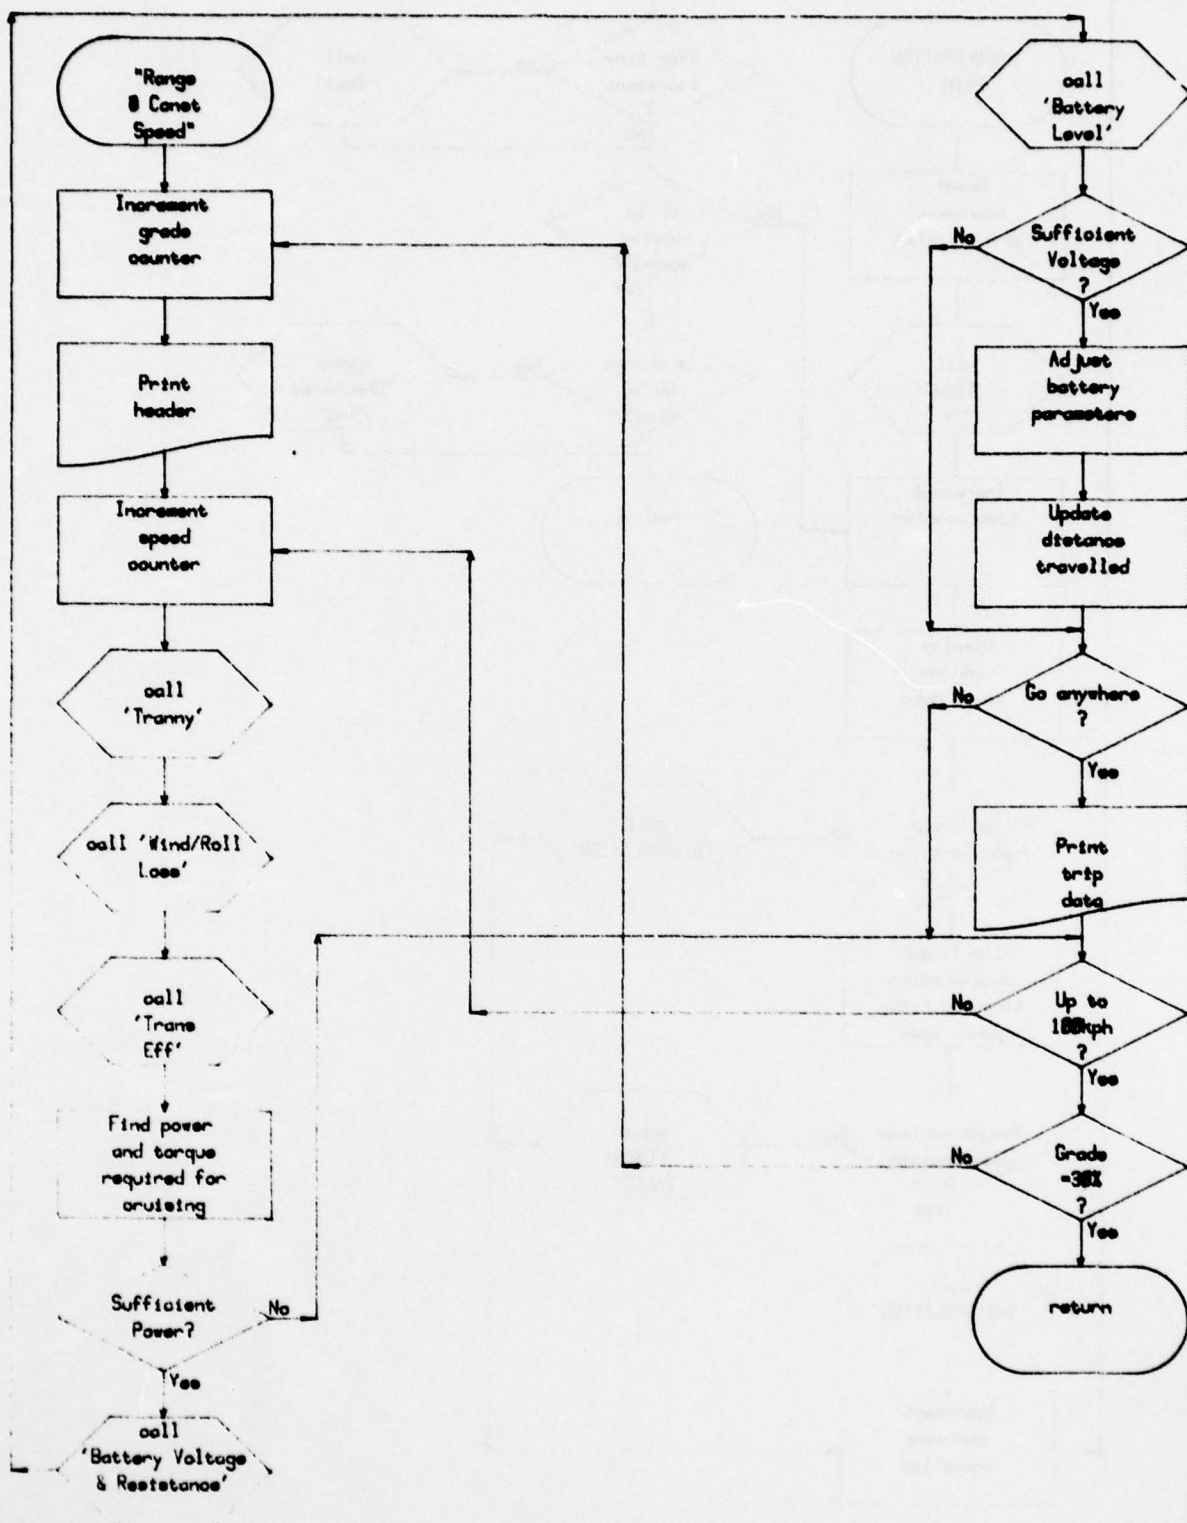 "Range
@ Const
Speed"
Increment
grade
counter
Print
header
Increment
speed
counter
call
'Tranny'
call 'Wind/Roll
Loss'
call
'Trans
Eff'
Find power
and torque
required for
cruising
Sufficient
Power?
No
Yes
call
'Battery Voltage
& Resistance'
call
'Battery
Level'
Sufficient
Voltage
?
No
Yes
Adjust
battery
parameters
Update
distance
travelled
Go anywhere
?
No
Yes
Print
trip
data
Up to
100kph
?
No
Yes
Grade
=30%
?
No
Yes
return